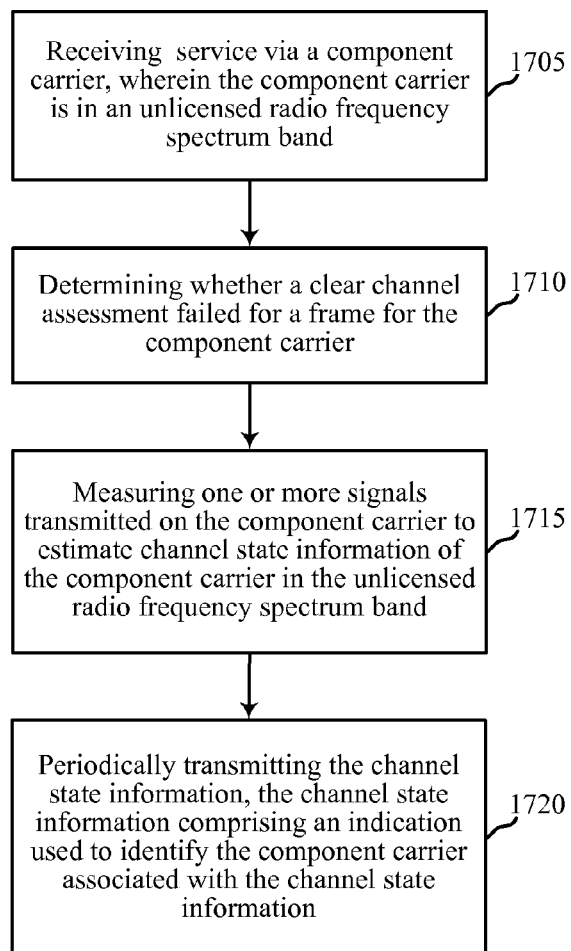 Receiving service via a component
carrier, wherein the component carrier
is in an unlicensed radio frequency
spectrum band
1705
Determining whether a clear channel
assessment failed for a frame for the
component carrier
1710
Measuring one or more signals
transmitted on the component carrier to
estimate channel state information of
the component carrier in the unlicensed
radio frequency spectrum band
1715
Periodically transmitting the channel
state information, the channel state
information comprising an indication
used to identify the component carrier
associated with the channel state
information
1720